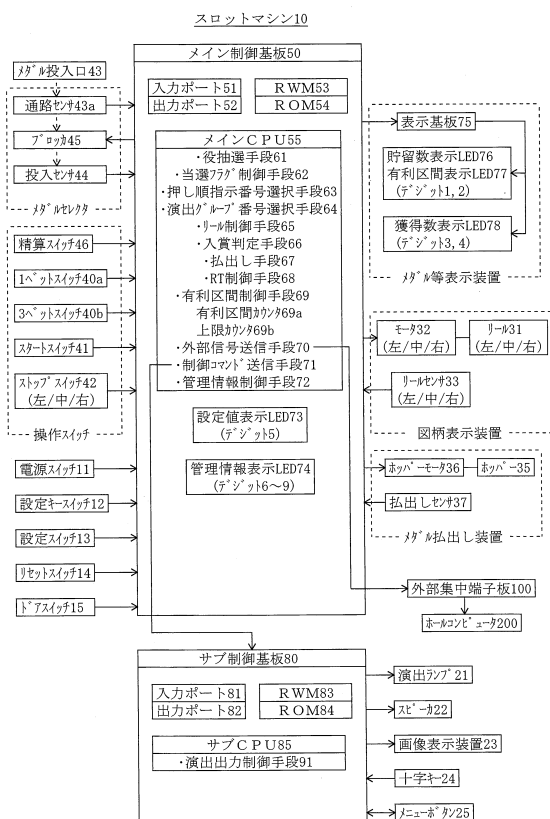 スロットマシン10
メイン制御基板50
メダル投入口43
通路センサ43a
ブロッカ45
投入センサ44
メダルセレクタ
精算スイッチ46
1ベットスイッチ40a
3ベットスイッチ40b
スタートスイッチ41
ストップスイッチ42
(左/中/右)
操作スイッチ
電源スイッチ11
設定キースイッチ12
設定スイッチ13
リセットスイッチ14
ドアスイッチ15
入力ポート51
出力ポート52
RWM53
ROM54
メインCPU55
・役抽選手段61
・当選フラグ制御手段62
・押し順指示番号選択手段63
・演出グループ番号選択手段64
・リール制御手段65
・入賞判定手段66
・払出し手段67
・RT制御手段68
・有利区間制御手段69
有利区間カウンタ69a
上限カウンタ69b
・外部信号送信手段70
・制御コマンド送信手段71
・管理情報制御手段72
設定値表示LED73
(デジット5)
管理情報表示LED74
(デジット6~9)
表示基板75
貯留数表示LED76
有利区間表示LED77
(デジット1, 2)
獲得数表示LED78
(デジット3, 4)
メダル等表示装置
モータ32
(左/中/右)
リール31
(左/中/右)
リールセンサ33
(左/中/右)
図柄表示装置
ホッパーモータ36
ホッパー35
払出しセンサ37
メダル払出し装置
外部集中端子板100
ホールコンピュータ200
サブ制御基板80
入力ポート81
出力ポート82
RWM83
ROM84
サブCPU85
・演出出力制御手段91
演出ランプ21
スピーカ22
画像表示装置23
十字キー24
メニューボタン25